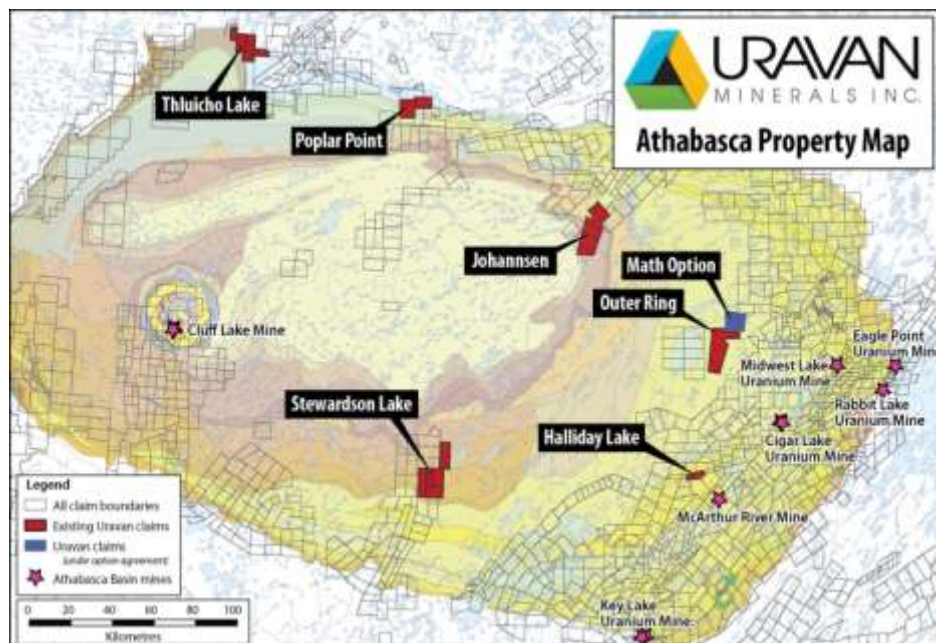 URAVAN
MINERALS INC.
Athabasca Property Map
Thluicho Lake
Poplar Point
Johannsen
Math Option
Outer Ring
Cluff Lake Mine
Eagle Point
Uranium Mine
Midwest Lake
Uranium Mine
Rabbit Lake
Uranium Mine
Stewardson Lake
Halliday Lake
Cigar Lake
Uranium Mine
McArthur River Mine
Key Lake
Uranium Mine
Legend
All claim boundaries
Existing Uravan claims
Uravan claims
(under option agreement)
Athabasca Basin mines
0 20 40 60 80 100
Kilometres